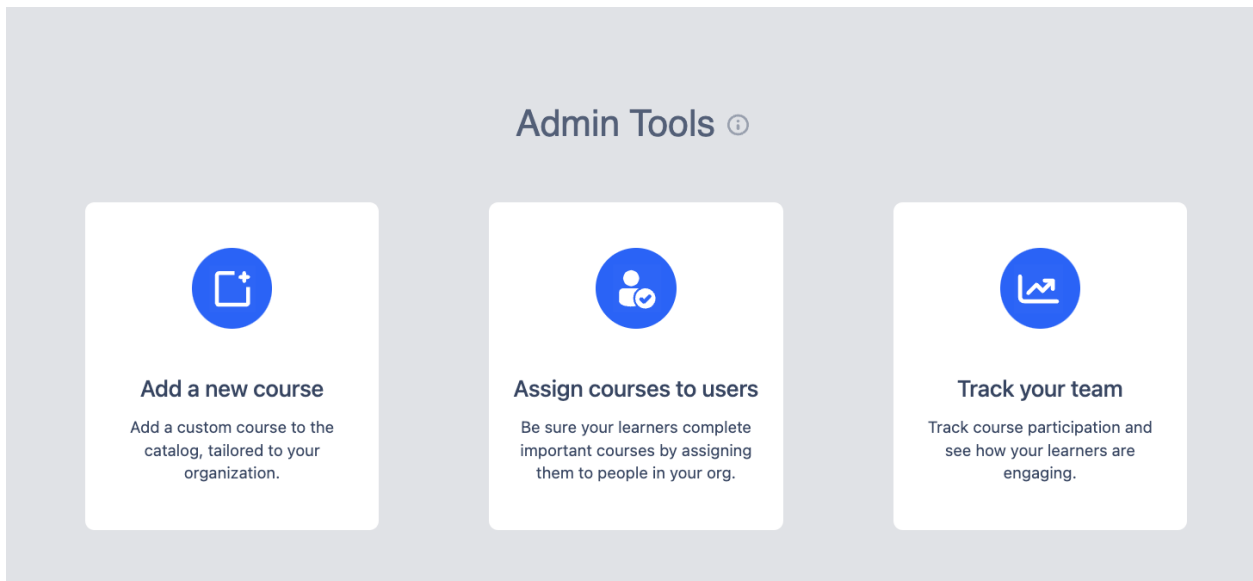 Admin Tools
Add a new course
Add a custom course to the
catalog, tailored to your
organization.
Assign courses to users
Be sure your learners complete
important courses by assigning
them to people in your org.
Track your team
Track course participation and
see how your learners are
engaging.